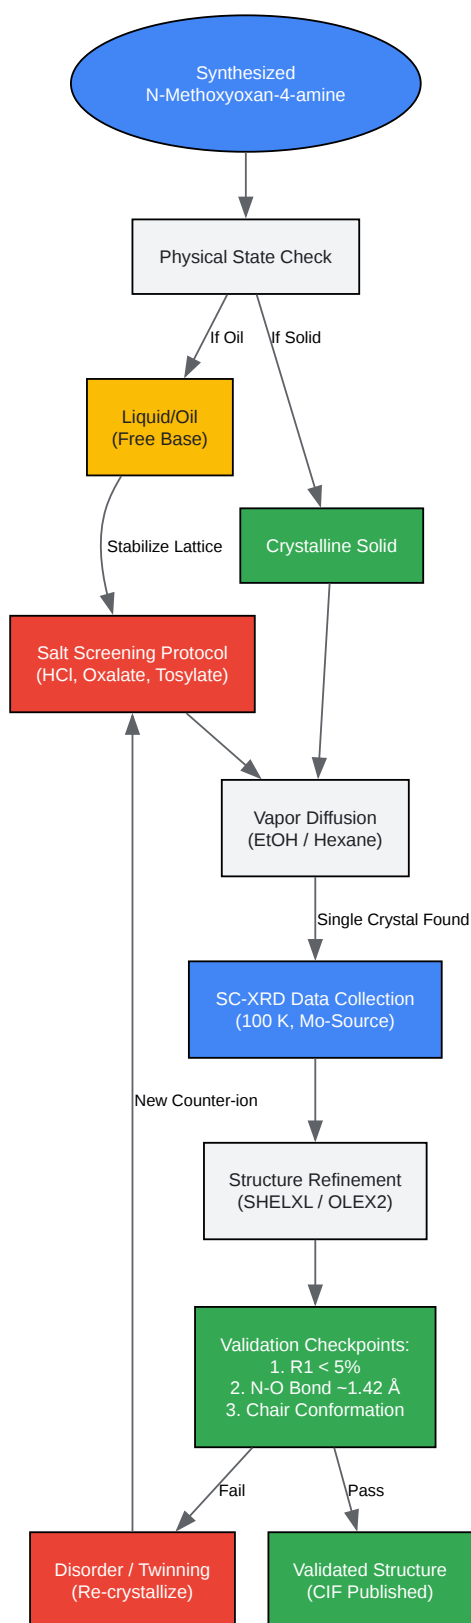 Synthesized
N-Methoxyoxan-4-amine
Physical State Check
If Oil
If Solid
Liquid/Oil
(Free Base)
Stabilize Lattice
Crystalline Solid
Salt Screening Protocol
(HCl, Oxalate, Tosylate)
Vapor Diffusion
(EtOH / Hexane)
Single Crystal Found
SC-XRD Data Collection
(100 K, Mo-Source)
New Counter-ion
Structure Refinement
(SHELXL / OLEX2)
Validation Checkpoints:
1. R1 < 5%
2. N-O Bond ~1.42 Å
3. Chair Conformation
Fail
Pass
Disorder / Twinning
(Re-crystallize)
Validated Structure
(CIF Published)